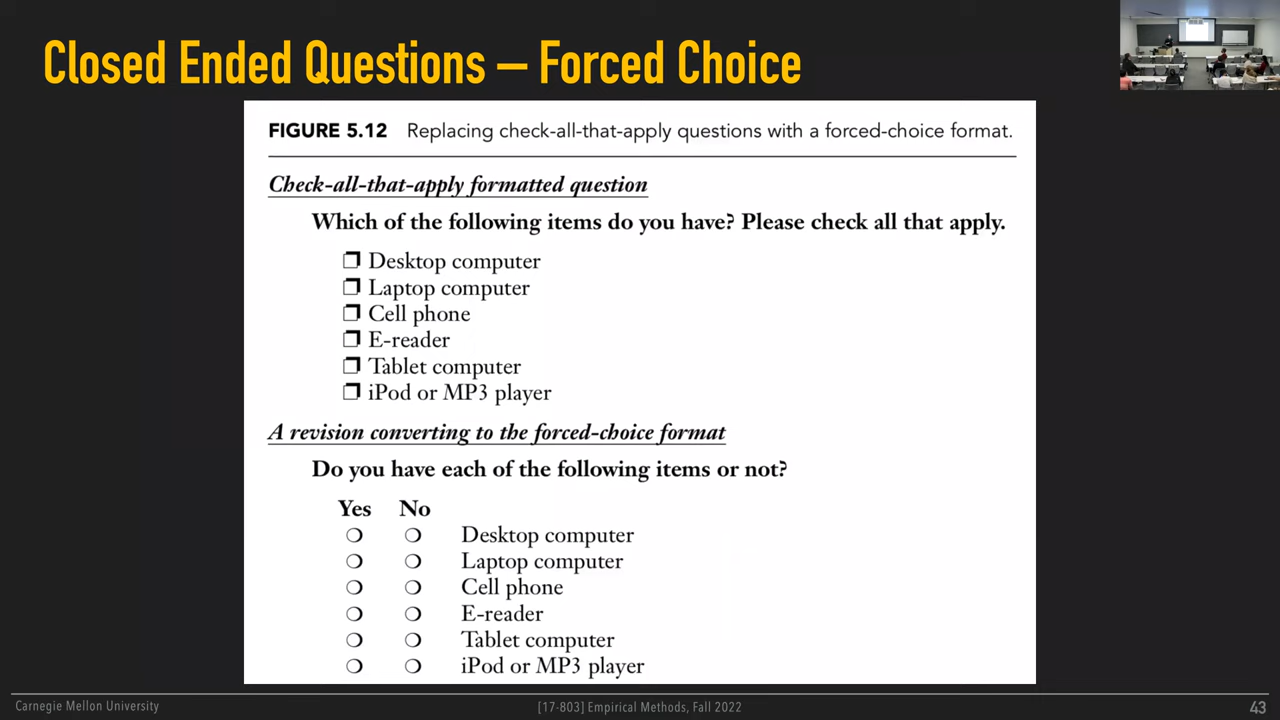 Closed Ended Questions – Forced Choice
FIGURE 5.12 Replacing check-all-that-apply questions with a forced-choice format.
Check-all-that-apply formatted question
Which of the following items do you have? Please check all that apply.
❒ Desktop computer
❒ Laptop computer
❒ Cell phone
❒ E-reader
❒ Tablet computer
❒ iPod or MP3 player
A revision converting to the forced-choice format
Do you have each of the following items or not?
Yes No
❍ ❍ Desktop computer
❍ ❍ Laptop computer
❍ ❍ Cell phone
❍ ❍ E-reader
❍ ❍ Tablet computer
❍ ❍ iPod or MP3 player
Carnegie Mellon University
[17-803] Empirical Methods, Fall 2022
43